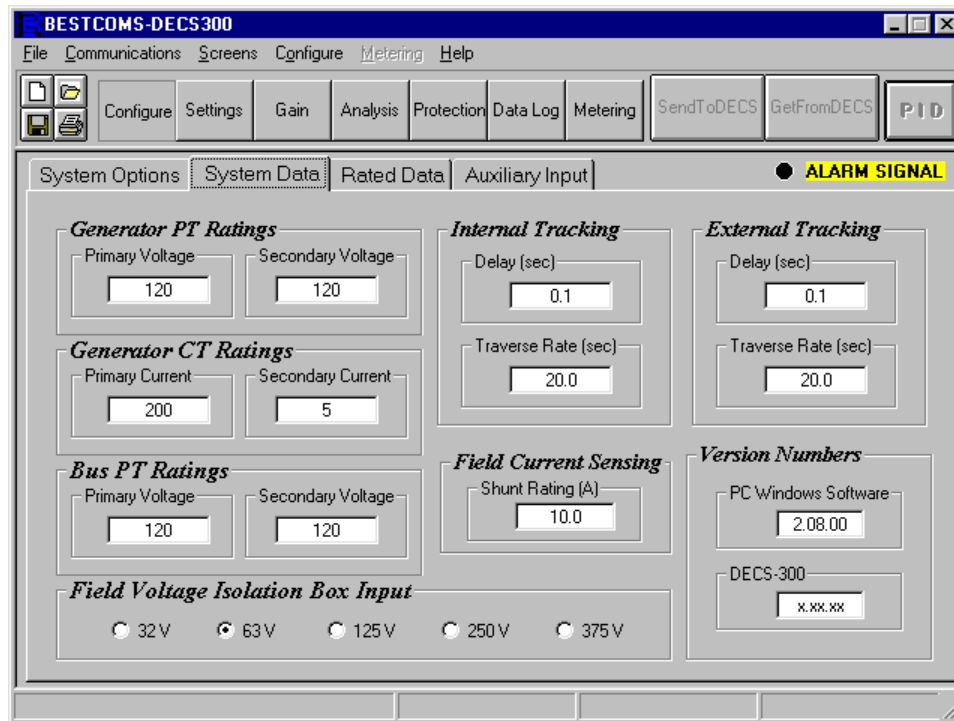 BESTCOMS-DECS300
File Communications Screens Configure Metering Help
Configure Settings Gain Analysis Protection Data Log Metering SendToDECS GetFromDECS PID
System Options System Data Rated Data Auxiliary Input ALARM SIGNAL
Generator PT Ratings
Primary Voltage Secondary Voltage
120 120
Generator CT Ratings
Primary Current Secondary Current
200 5
Bus PT Ratings
Primary Voltage Secondary Voltage
120 120
Internal Tracking
Delay (sec)
0.1
Traverse Rate (sec)
20.0
External Tracking
Delay (sec)
0.1
Traverse Rate (sec)
20.0
Field Current Sensing
Shunt Rating (A)
10.0
Version Numbers
PC Windows Software
2.08.00
DECS-300
x.xx.xx
Field Voltage Isolation Box Input
32 V 63 V 125 V 250 V 375 V